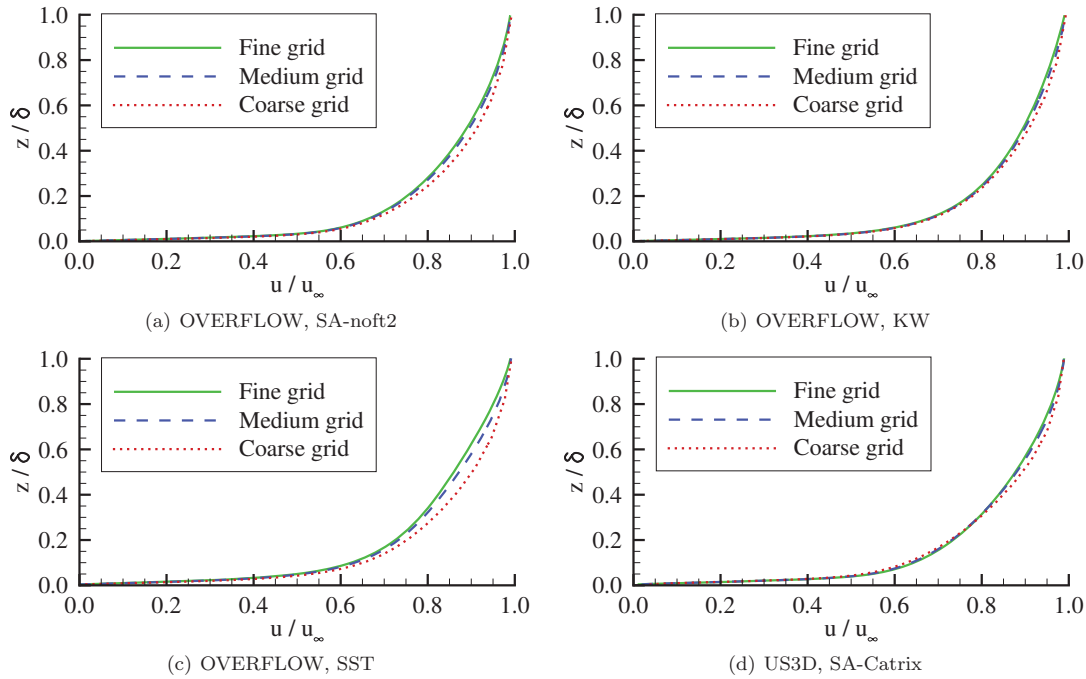 1.0
0.8
0.6
0.4
0.2
0.0
z / δ
Fine grid
Medium grid
Coarse grid
0.0 0.2 0.4 0.6 0.8 1.0
u / u∞
(a) OVERFLOW, SA-noft2
1.0
0.8
0.6
0.4
0.2
0.0
z / δ
Fine grid
Medium grid
Coarse grid
0.0 0.2 0.4 0.6 0.8 1.0
u / u∞
(b) OVERFLOW, KW
1.0
0.8
0.6
0.4
0.2
0.0
z / δ
Fine grid
Medium grid
Coarse grid
0.0 0.2 0.4 0.6 0.8 1.0
u / u∞
(c) OVERFLOW, SST
1.0
0.8
0.6
0.4
0.2
0.0
z / δ
Fine grid
Medium grid
Coarse grid
0.0 0.2 0.4 0.6 0.8 1.0
u / u∞
(d) US3D, SA-Catrix